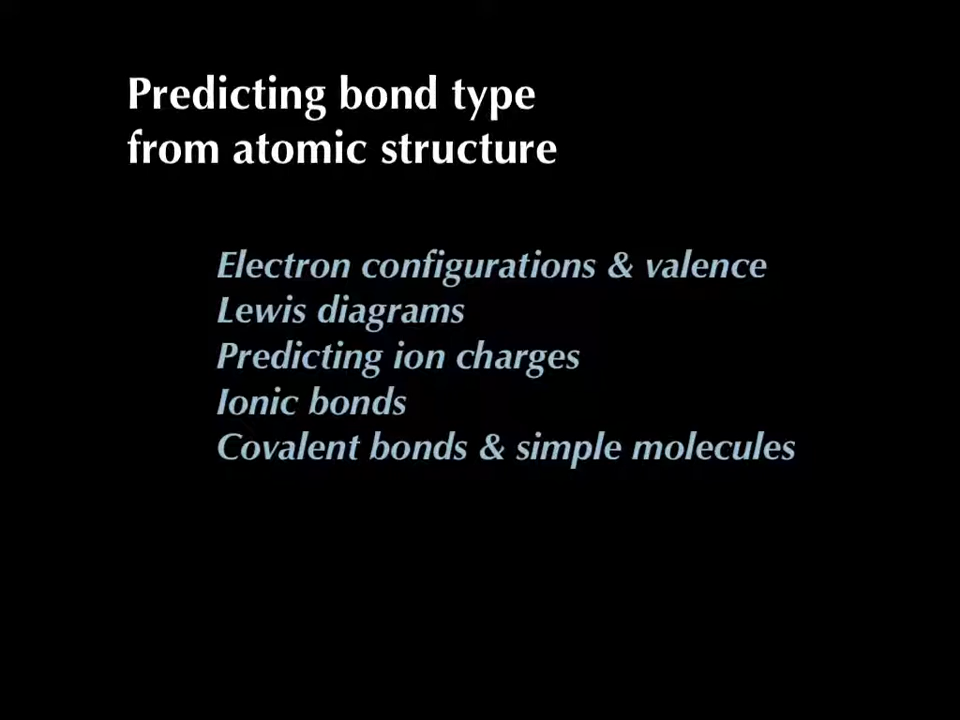 Predicting bond type
from atomic structure
Electron configurations & valence
Lewis diagrams
Predicting ion charges
Ionic bonds
Covalent bonds & simple molecules